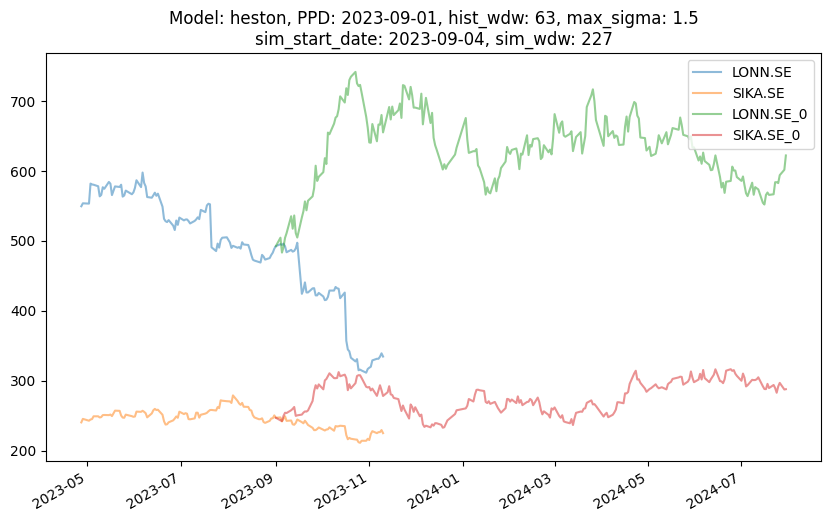 Model: heston, PPD: 2023-09-01, hist_wdw: 63, max_sigma: 1.5
sim_start_date: 2023-09-04, sim_wdw: 227
LONN.SE
SIKA.SE
LONN.SE_0
SIKA.SE_0
700
600
500
400
300
200
2023-05
2023-07
2023-09
2023-11
2024-01
2024-03
2024-05
2024-07